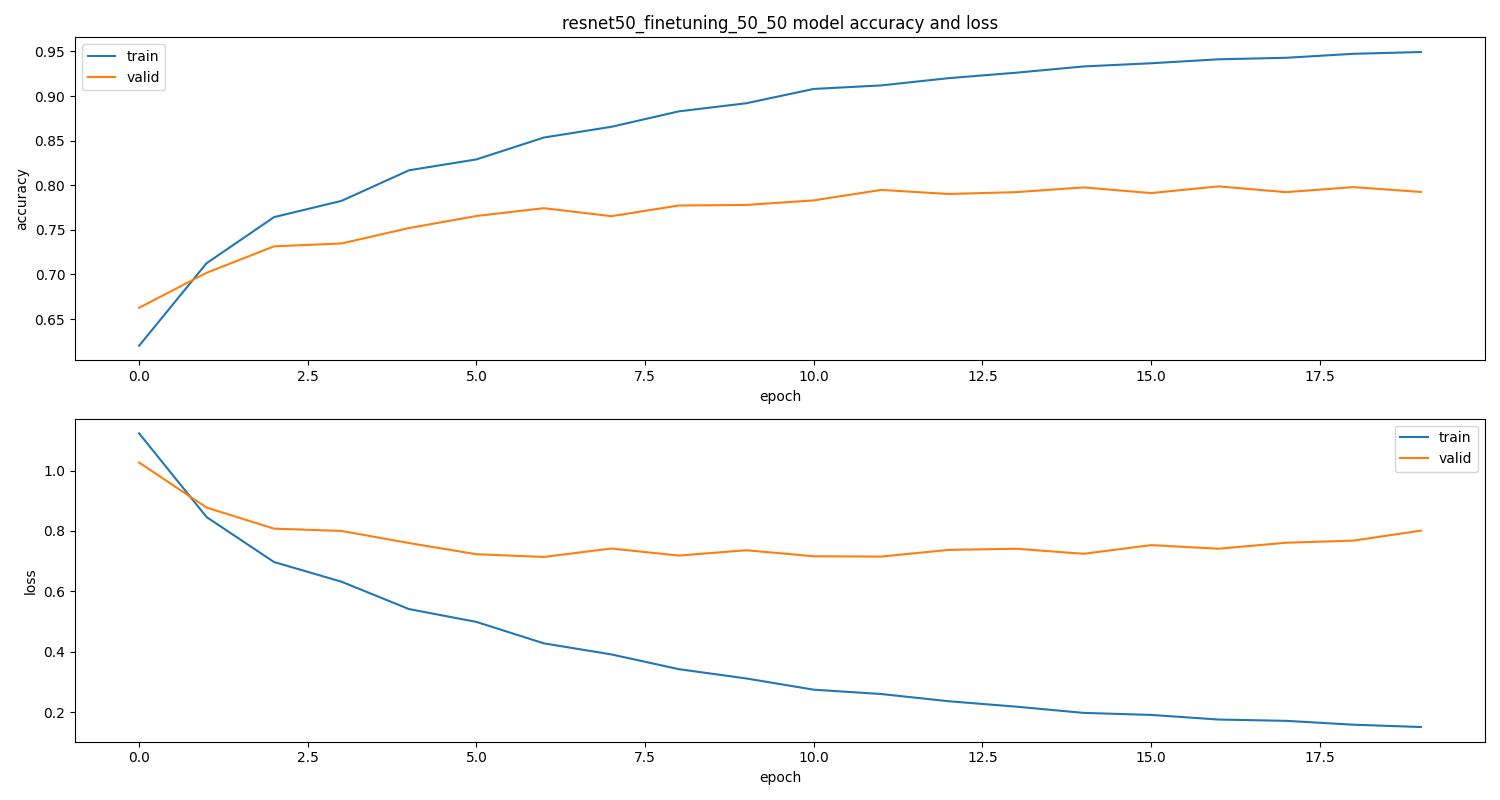 resnet50_finetuning_50_50 model accuracy and loss
train
valid
0.95
0.90
0.85
0.80
0.75
0.70
0.65
accuracy
0.0 2.5 5.0 7.5 10.0 12.5 15.0 17.5
epoch
train
valid
1.0
0.8
0.6
0.4
0.2
loss
0.0 2.5 5.0 7.5 10.0 12.5 15.0 17.5
epoch